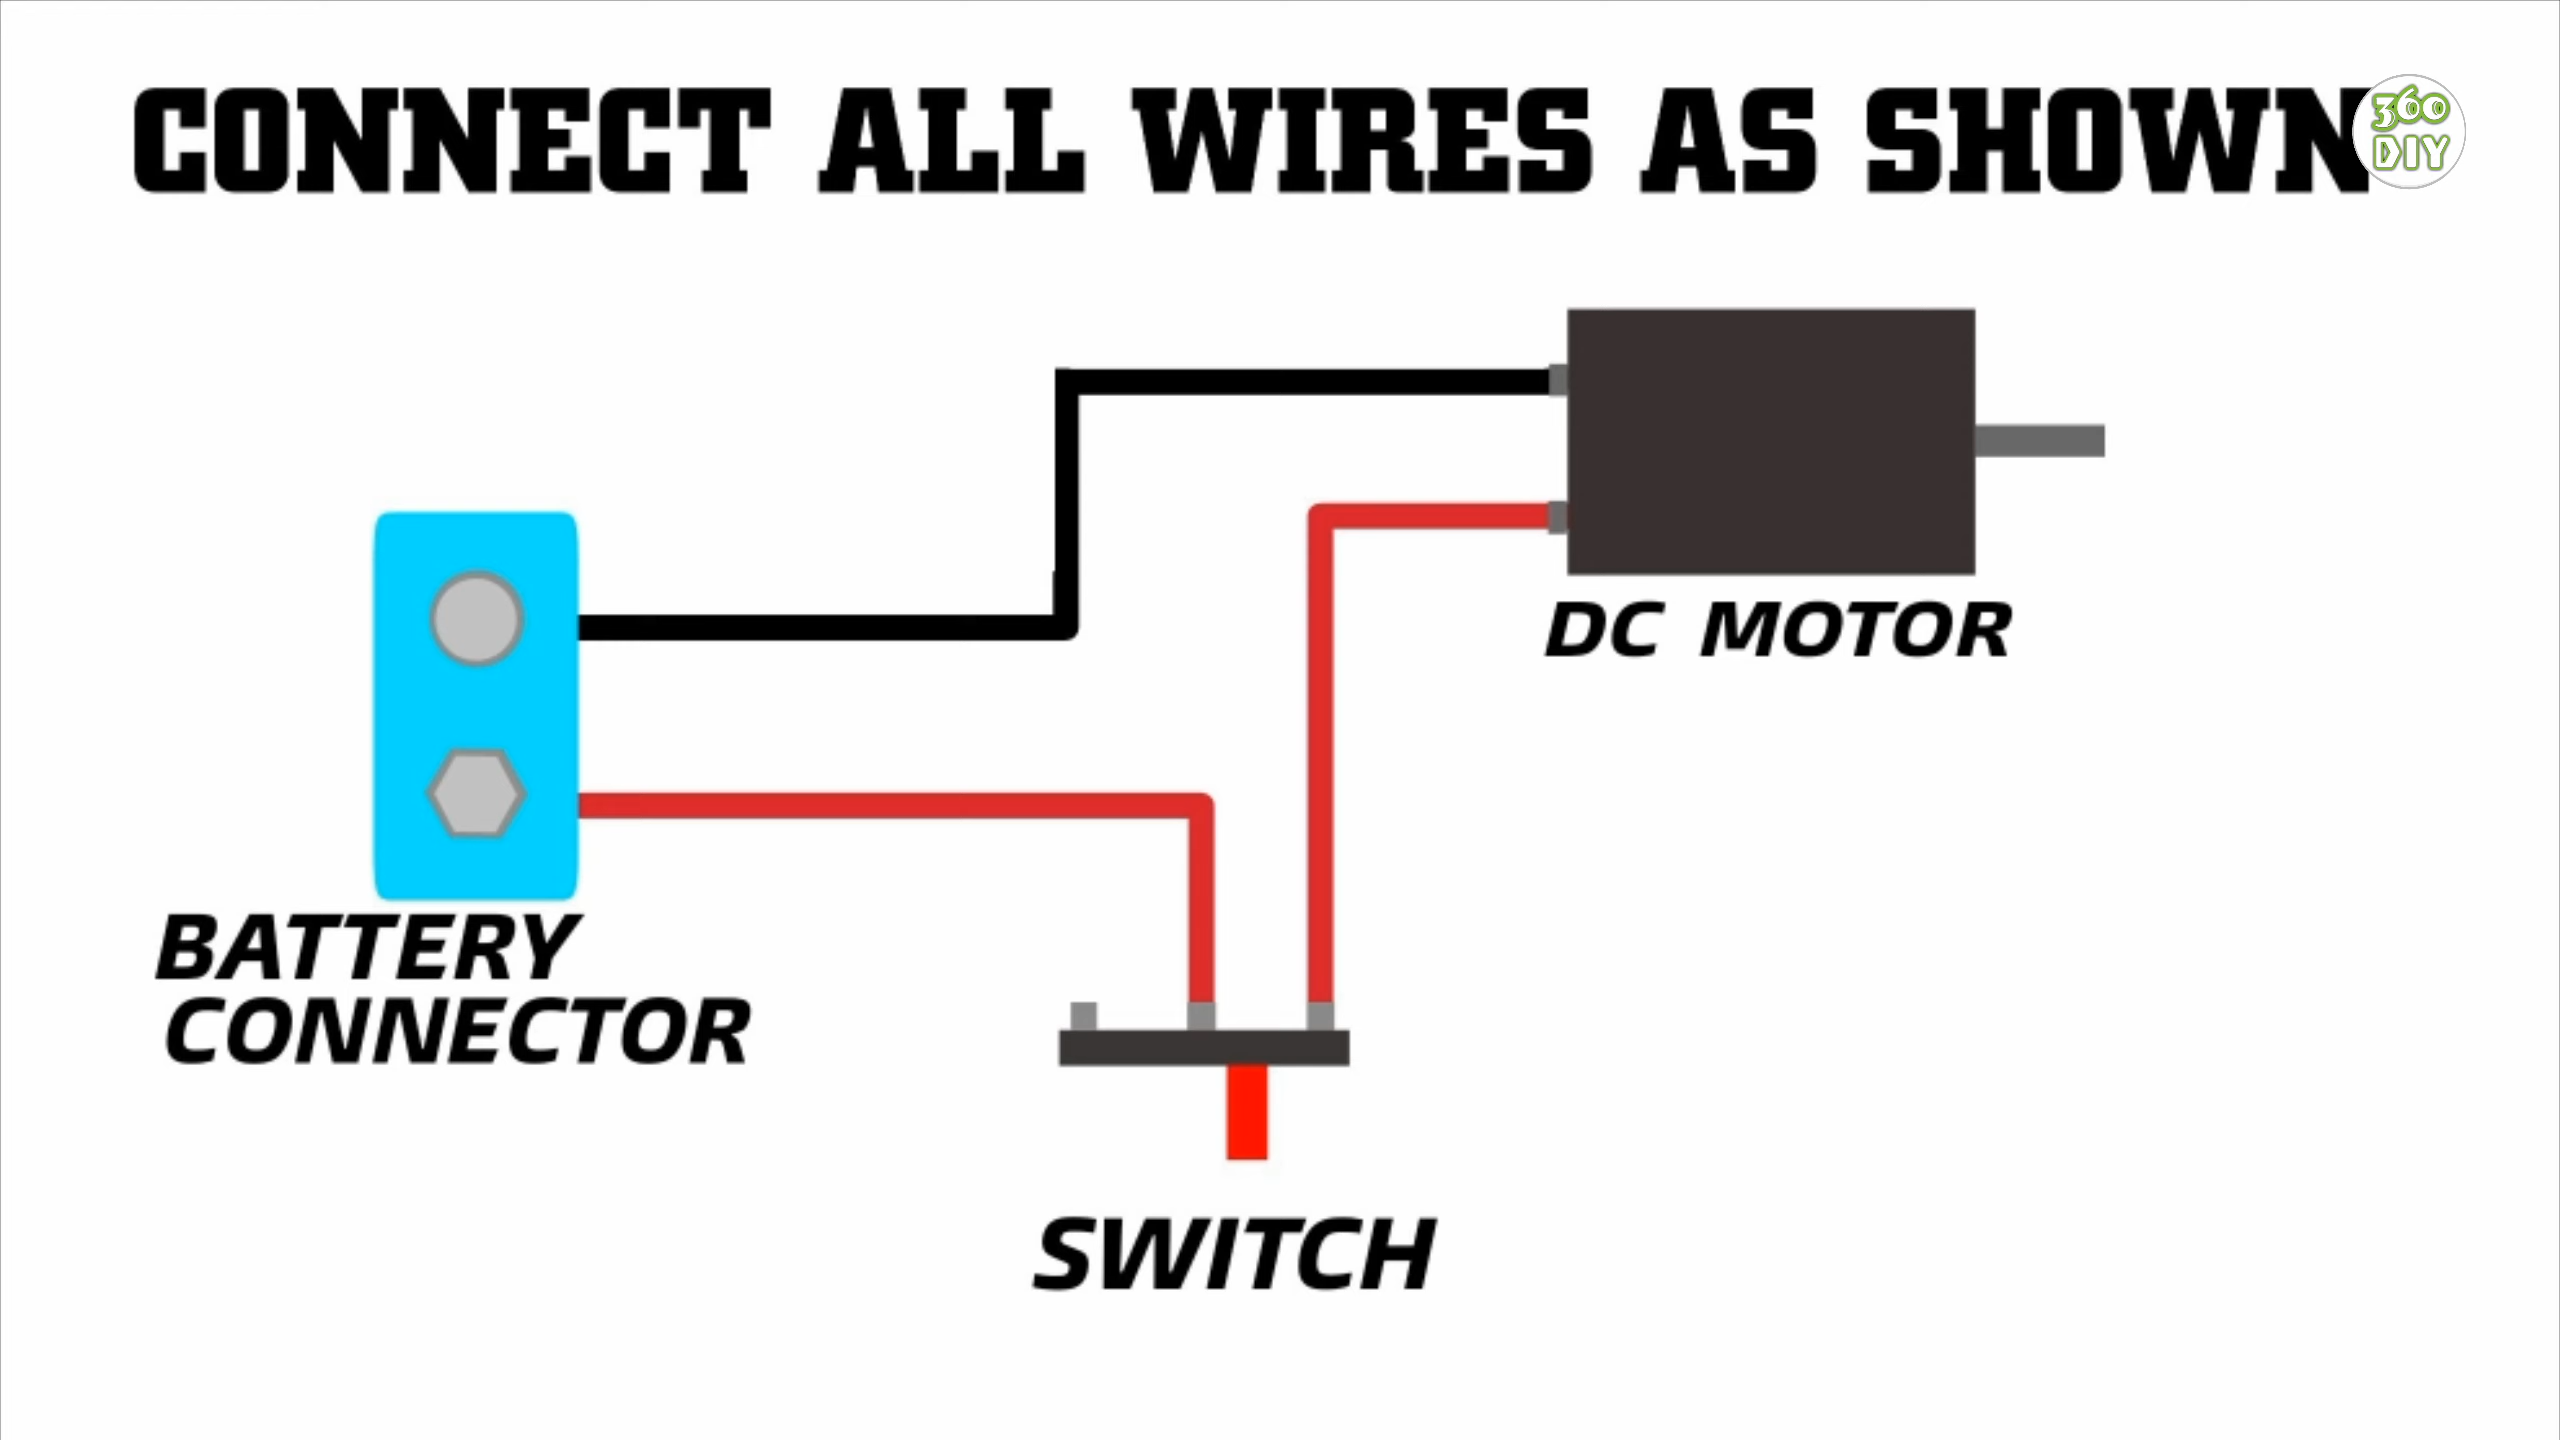 CONNECT ALL WIRES AS SHOWN
360
DIY
DC MOTOR
BATTERY
CONNECTOR
SWITCH